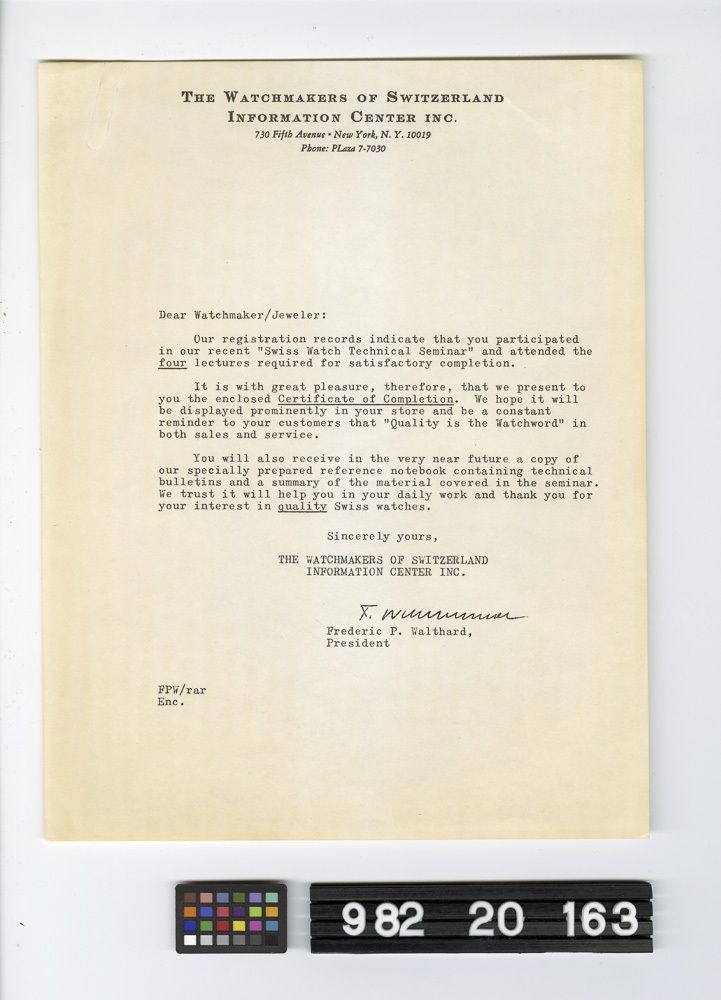 THE WATCHMAKERS OF SWITZERLAND
INFORMATION CENTER INC.
730 Fifth Avenue • New York, N. Y. 10019
Phone: PLaza 7-7030
Dear Watchmaker/Jeweler:
Our registration records indicate that you participated
in our recent "Swiss Watch Technical Seminar" and attended the
four lectures required for satisfactory completion.
It is with great pleasure, therefore, that we present to
you the enclosed Certificate of Completion. We hope it will
be displayed prominently in your store and be a constant
reminder to your customers that "Quality is the Watchword" in
both sales and service.
You will also receive in the very near future a copy of
our specially prepared reference notebook containing technical
bulletins and a summary of the material covered in the seminar.
We trust it will help you in your daily work and thank you for
your interest in quality Swiss watches.
Sincerely yours,
THE WATCHMAKERS OF SWITZERLAND
INFORMATION CENTER INC.
Frederic P. Walthard,
President
FPW/rar
Enc.
982 20 163